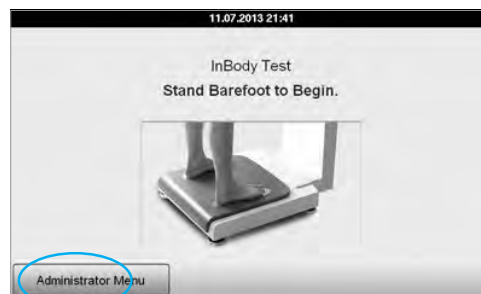 11.07.2013 21:41
InBody Test
Stand Barefoot to Begin.
Administrator Menu